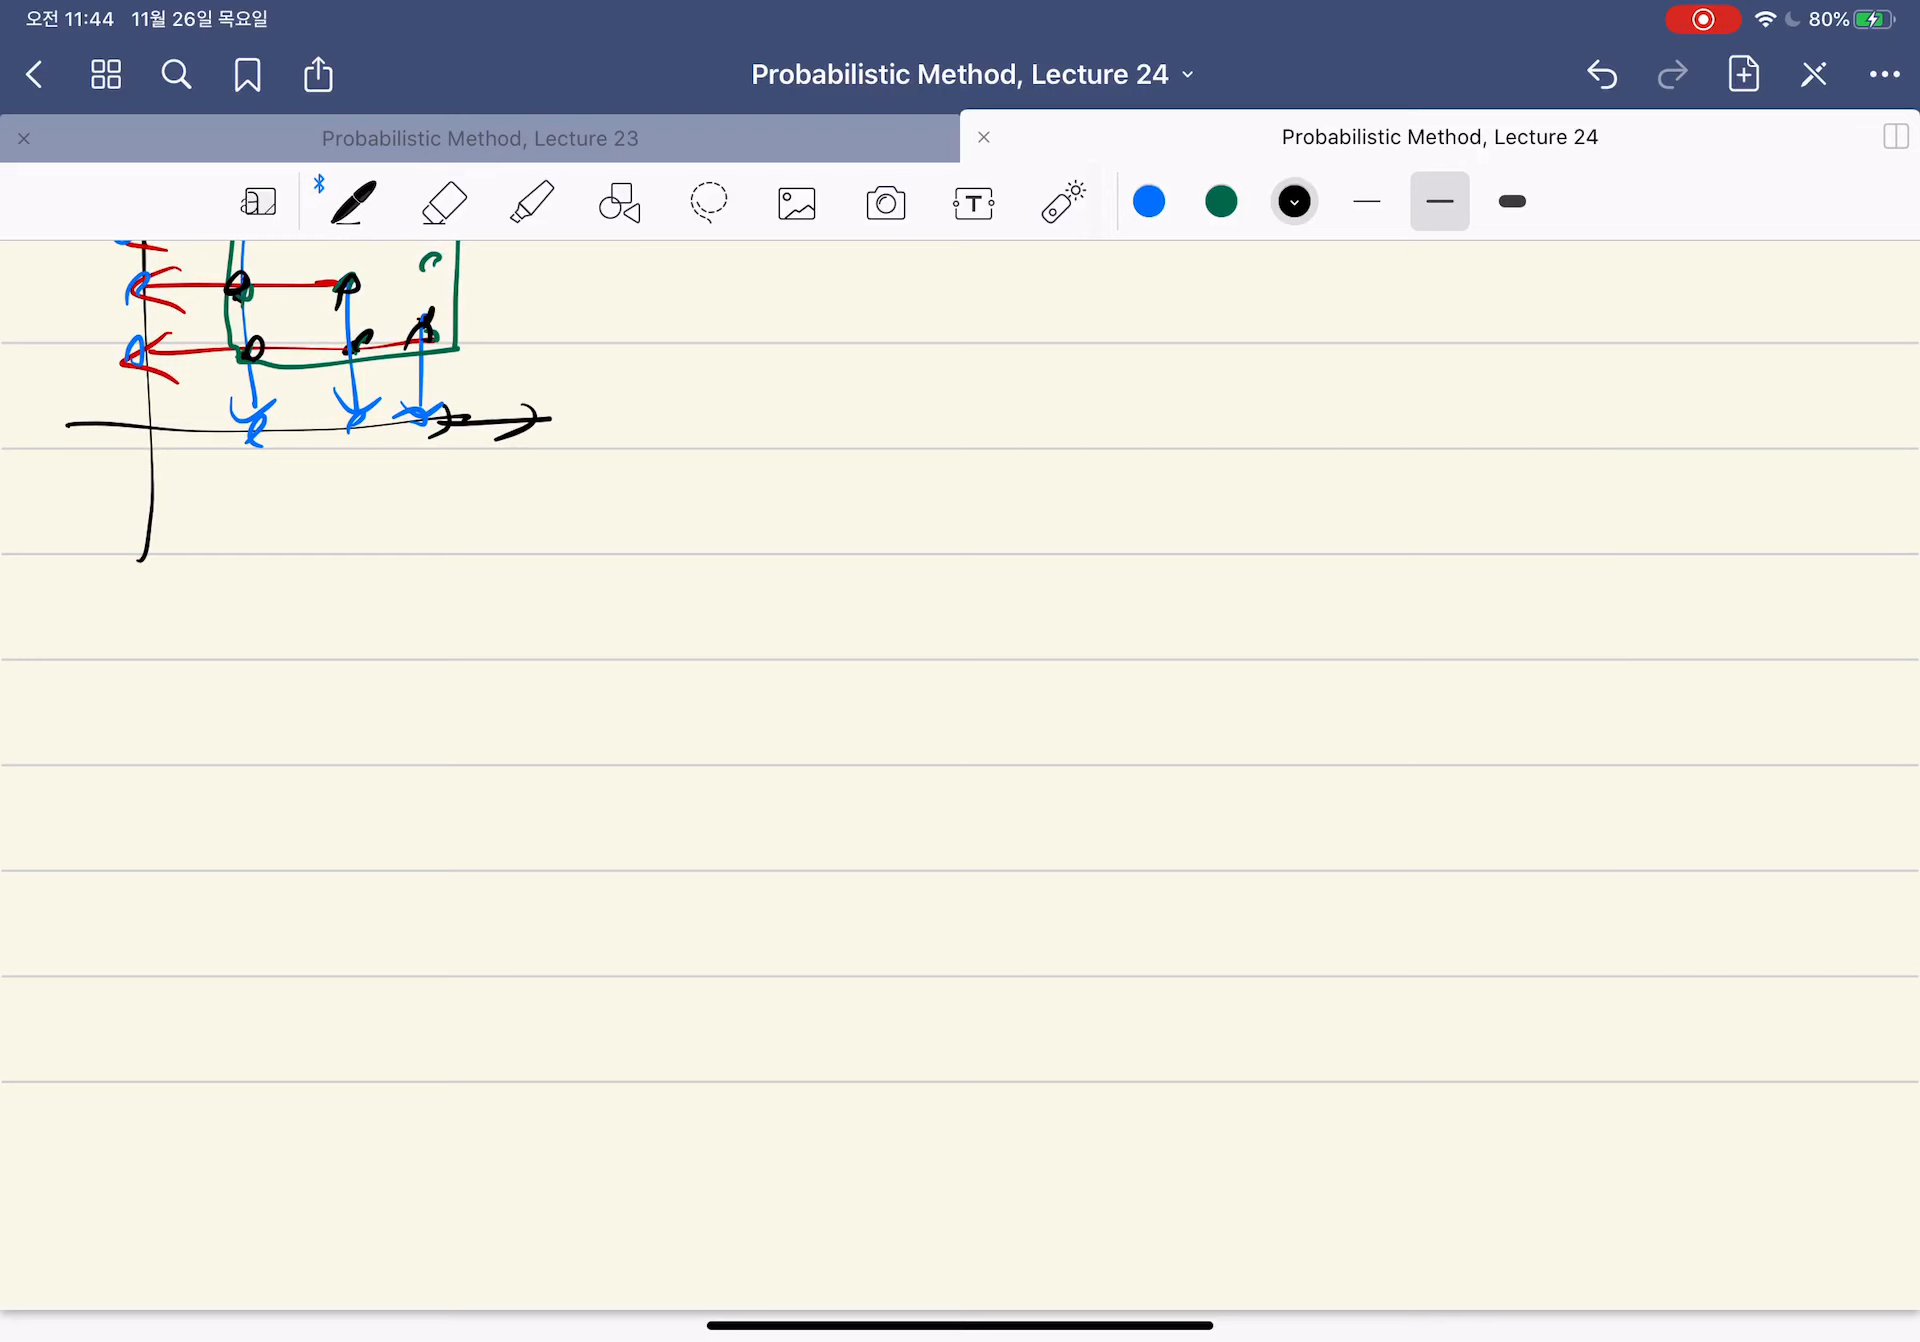 오전 11:44 11월 26일 목요일 80%
Probabilistic Method, Lecture 24
Probabilistic Method, Lecture 23
Probabilistic Method, Lecture 24
a
T